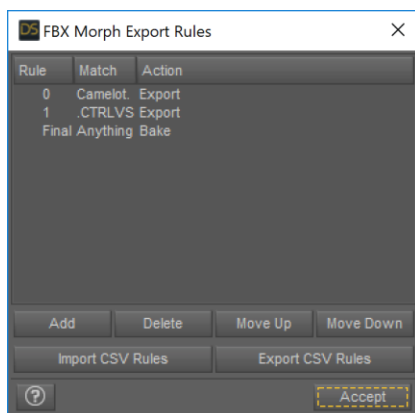 DS FBX Morph Export Rules
Rule Match Action
0 Camelot. Export
1 .CTRLVS Export
Final Anything Bake
Add Delete Move Up Move Down
Import CSV Rules Export CSV Rules
? Accept